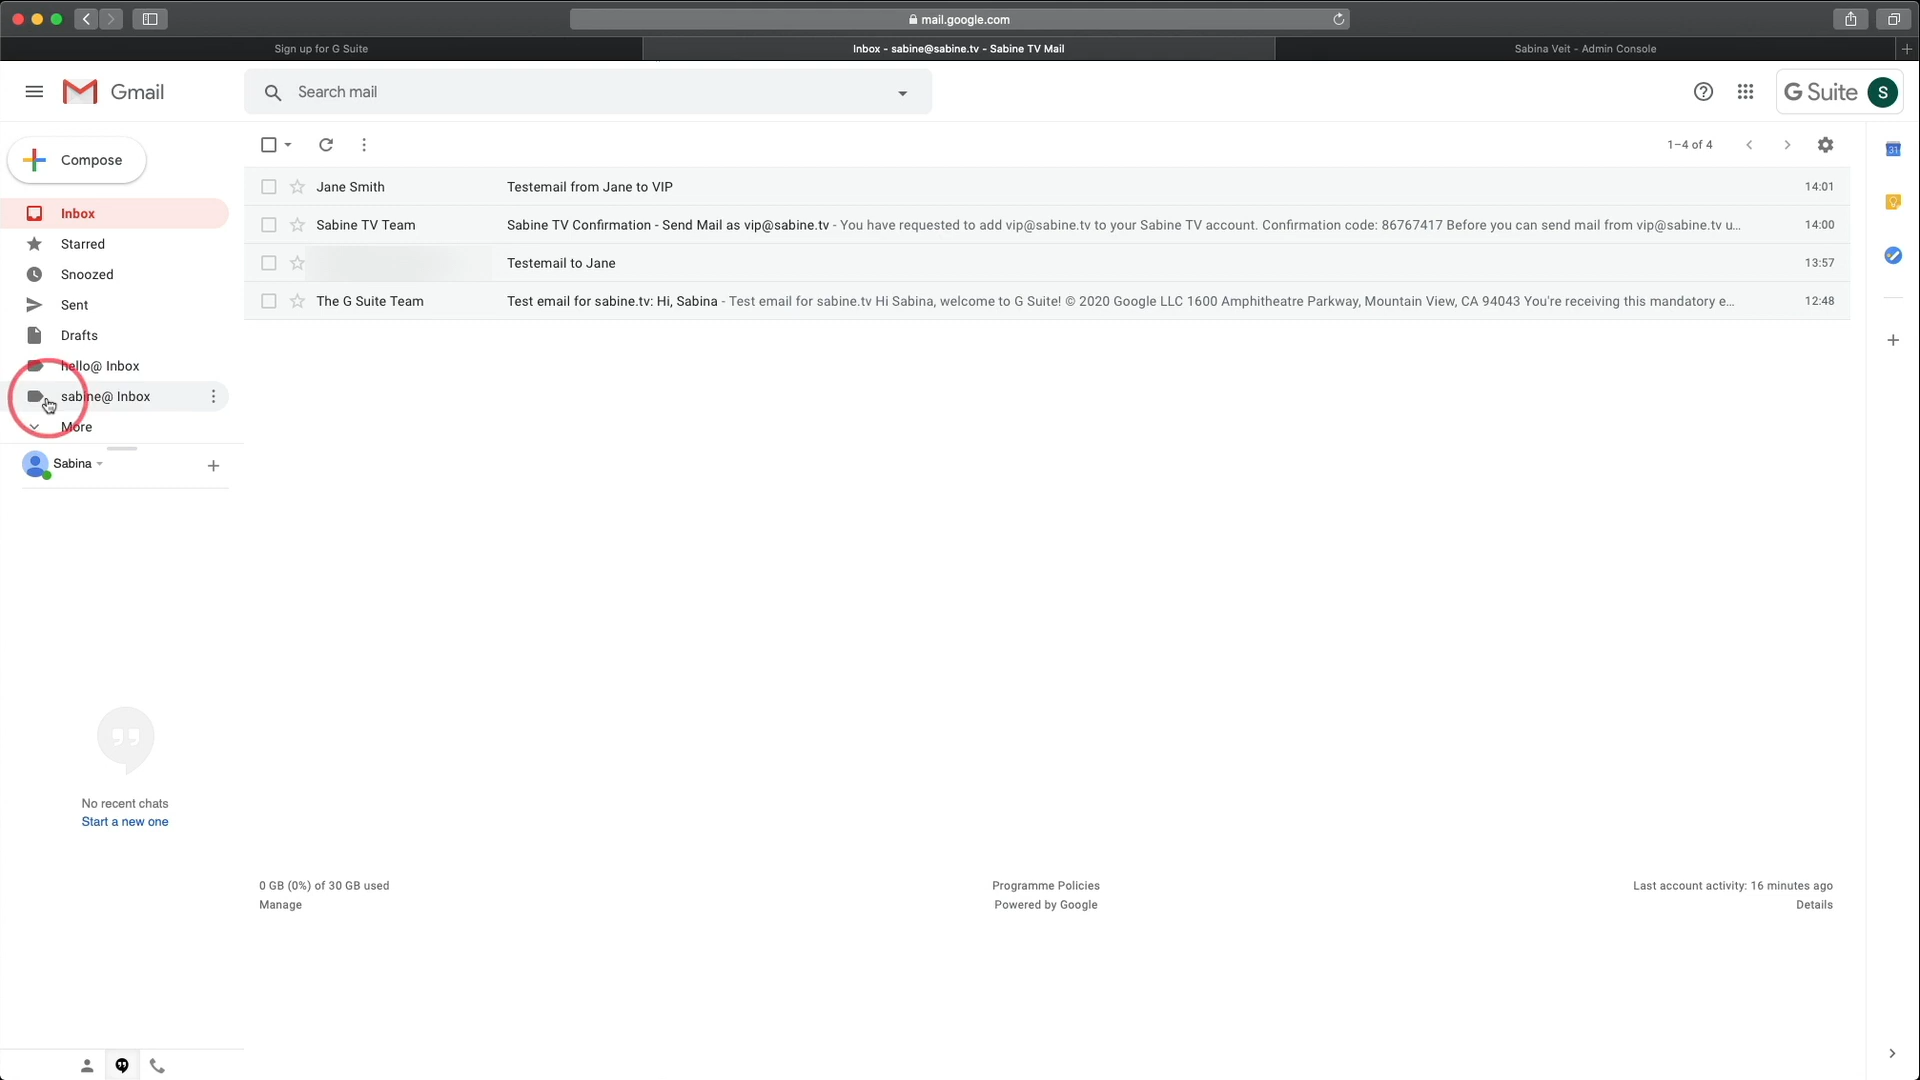 mail.google.com
Sign up for G Suite
Inbox - sabine@sabine.tv - Sabine TV Mail
Sabina Veit - Admin Console
Gmail
Search mail
G Suite S
Compose
1–4 of 4
31
Inbox
Starred
Snoozed
Sent
Drafts
hello@ Inbox
sabine@ Inbox
More
Sabina
Jane Smith Testemail from Jane to VIP 14:01
Sabine TV Team Sabine TV Confirmation - Send Mail as vip@sabine.tv - You have requested to add vip@sabine.tv to your Sabine TV account. Confirmation code: 86767417 Before you can send mail from vip@sabine.tv u... 14:00
Testemail to Jane 13:57
The G Suite Team Test email for sabine.tv: Hi, Sabina - Test email for sabine.tv Hi Sabina, welcome to G Suite! © 2020 Google LLC 1600 Amphitheatre Parkway, Mountain View, CA 94043 You're receiving this mandatory e... 12:48
No recent chats
Start a new one
0 GB (0%) of 30 GB used
Manage
Programme Policies
Powered by Google
Last account activity: 16 minutes ago
Details